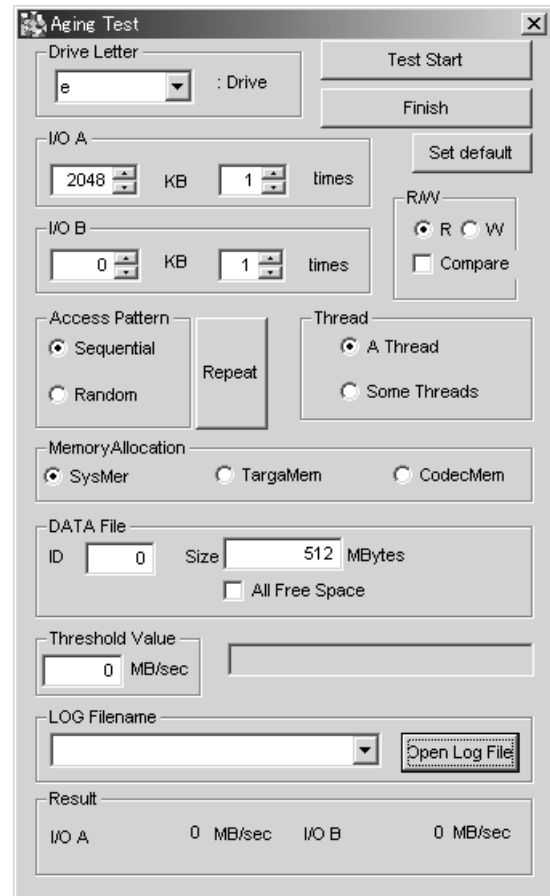 Aging Test
Drive Letter
e : Drive
Test Start
Finish
Set default
I/O A
2048 KB 1 times
R/W
R W
Compare
I/O B
0 KB 1 times
Access Pattern
Sequential
Random
Repeat
Thread
A Thread
Some Threads
MemoryAllocation
SysMer TargaMem CodecMem
DATA File
ID 0 Size 512 MBytes
All Free Space
Threshold Value
0 MB/sec
LOG Filename
Open Log File
Result
I/O A 0 MB/sec I/O B 0 MB/sec